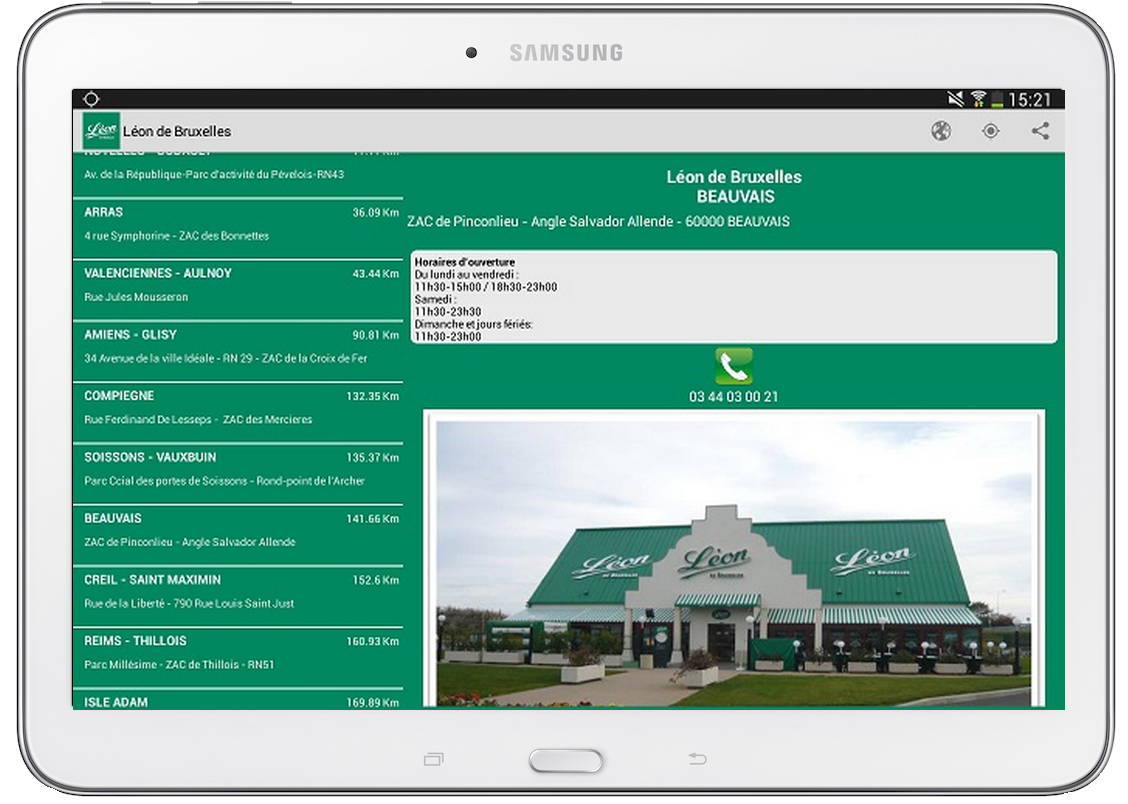 SAMSUNG
15:21
Léon
Léon de Bruxelles
Av. de la République-Parc d'activité du Pévelois-RN43
ARRAS 36.09 Km
4 rue Symphorine - ZAC des Bonnettes
VALENCIENNES - AULNOY 43.44 Km
Rue Jules Mousseron
AMIENS - GLISY 90.81 Km
34 Avenue de la ville Idéale - RN 29 - ZAC de la Croix de Fer
COMPIEGNE 132.35 Km
Rue Ferdinand De Lesseps - ZAC des Mercieres
SOISSONS - VAUXBUIN 135.37 Km
Parc Ccial des portes de Soissons - Rond-point de l'Archer
BEAUVAIS 141.66 Km
ZAC de Pinconlieu - Angle Salvador Allende
CREIL - SAINT MAXIMIN 152.6 Km
Rue de la Liberté - 790 Rue Louis Saint Just
REIMS - THILLOIS 160.93 Km
Parc Millésime - ZAC de Thillois - RN51
ISLE ADAM 169.89 Km
Léon de Bruxelles
BEAUVAIS
ZAC de Pinconlieu - Angle Salvador Allende - 60000 BEAUVAIS
Horaires d'ouverture
Du lundi au vendredi :
11h30-15h00 / 18h30-23h00
Samedi :
11h30-23h30
Dimanche et jours fériés:
11h30-23h00
03 44 03 00 21
Léon
DE BRUXELLES
Léon
DE BRUXELLES
Léon
DE BRUXELLES